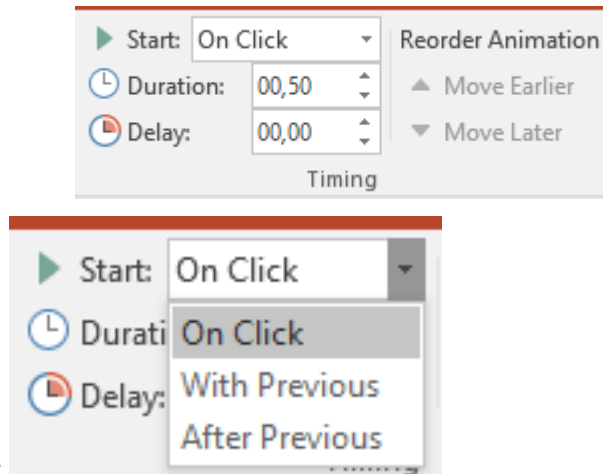 Start: On Click Reorder Animation
Duration: 00,50 Move Earlier
Delay: 00,00 Move Later
Timing
Start: On Click
Durati On Click
Delay: With Previous
After Previous